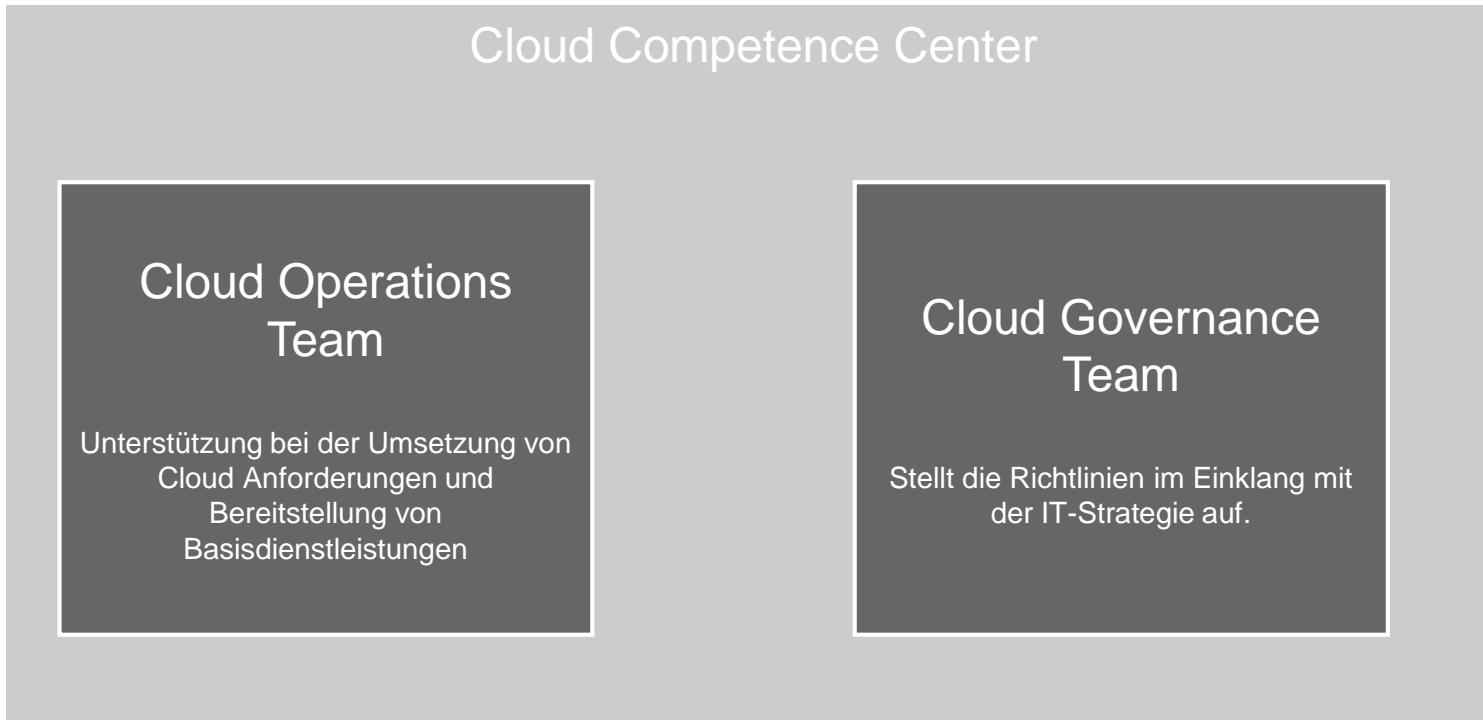 Cloud Competence Center
Cloud Operations
Team
Unterstützung bei der Umsetzung von
Cloud Anforderungen und
Bereitstellung von
Basisdienstleistungen
Cloud Governance
Team
Stellt die Richtlinien im Einklang mit
der IT-Strategie auf.